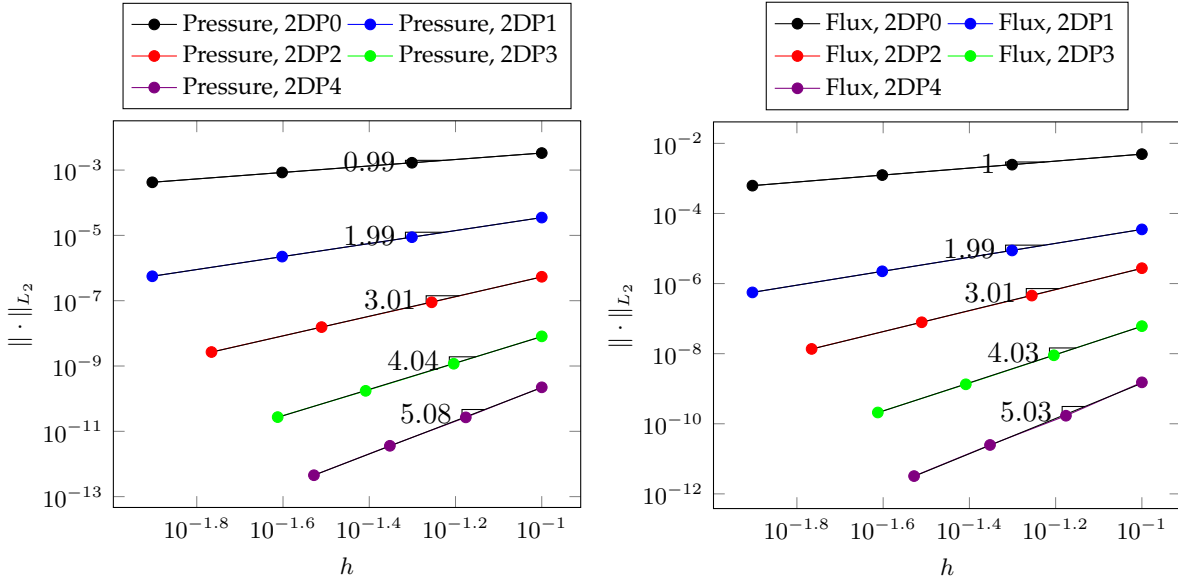 Pressure, 2DP0 Pressure, 2DP1
Pressure, 2DP2 Pressure, 2DP3
Pressure, 2DP4
10^−3
10^−5
10^−7
10^−9
10^−11
10^−13
|| · ||_{L_2}
0.99
1.99
3.01
4.04
5.08
10^−1.8 10^−1.6 10^−1.4 10^−1.2 10^−1
h
Flux, 2DP0 Flux, 2DP1
Flux, 2DP2 Flux, 2DP3
Flux, 2DP4
10^−2
10^−4
10^−6
10^−8
10^−10
10^−12
|| · ||_{L_2}
1
1.99
3.01
4.03
5.03
10^−1.8 10^−1.6 10^−1.4 10^−1.2 10^−1
h